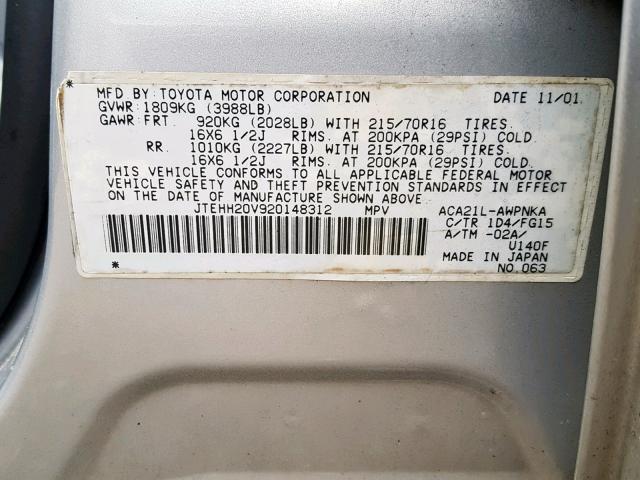 MFD BY: TOYOTA MOTOR CORPORATION DATE 11/01
GVWR: 1809KG (3988LB)
GAWR: FRT. 920KG (2028LB) WITH 215/70R16 TIRES.
16X6 1/2J RIMS. AT 200KPA (29PSI) COLD.
RR. 1010KG (2227LB) WITH 215/70R16 TIRES.
16X6 1/2J RIMS. AT 200KPA (29PSI) COLD.
THIS VEHICLE CONFORMS TO ALL APPLICABLE FEDERAL MOTOR
VEHICLE SAFETY AND THEFT PREVENTION STANDARDS IN EFFECT
ON THE DATE OF MANUFACTURE SHOWN ABOVE.
JTEHH20V920148312 MPV ACA21L-AWPNKA
C/TR 1D4/FG15
A/TM -02A/
U140F
MADE IN JAPAN
* NO.063